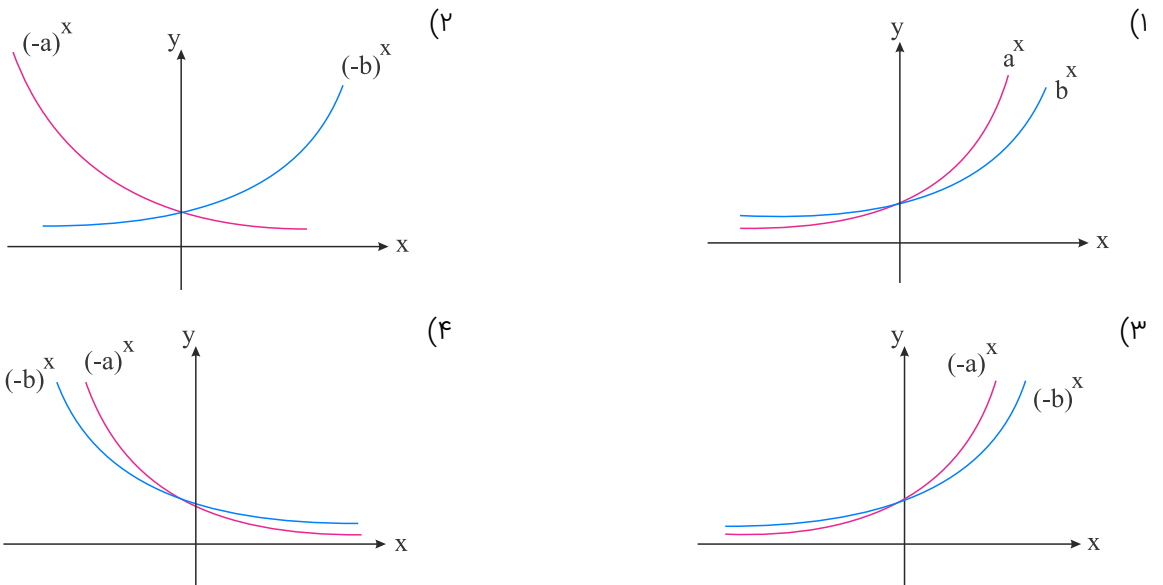 ۱)
y
a^x
b^x
x
۲)
(-a)^x
y
(-b)^x
x
۳)
y
(-a)^x
(-b)^x
x
۴)
y
(-b)^x
(-a)^x
x